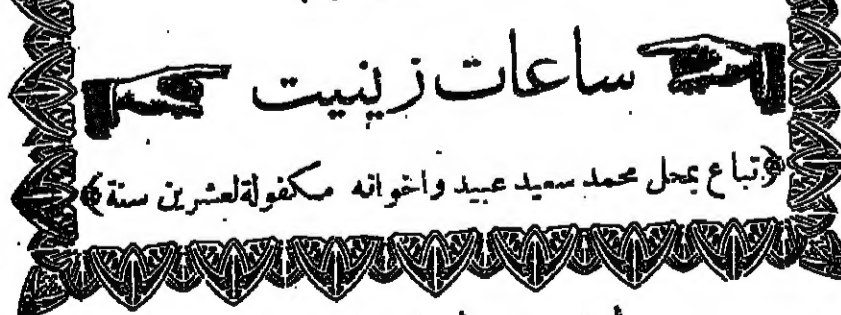 ساعات زينيت
﴿تباع بمحل محمد سعيد عبيد واخوانه مكفولة لعشرين سنة﴾